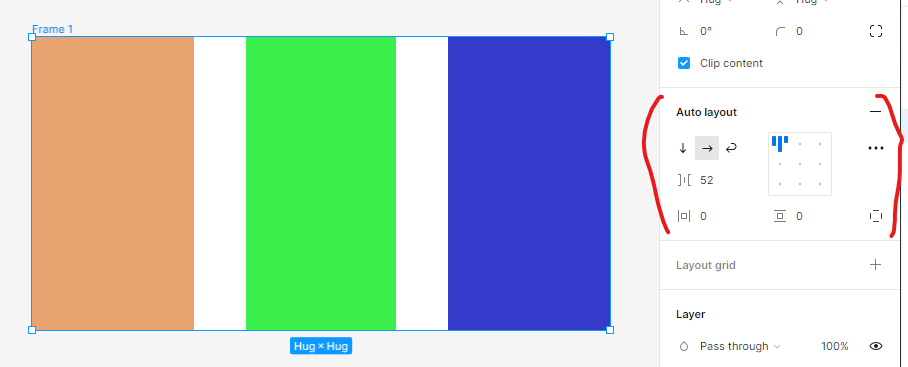 Frame 1
Hug × Hug
Hug Hug
0° 0
Clip content
Auto layout
52
0 0
Layout grid
Layer
Pass through 100%